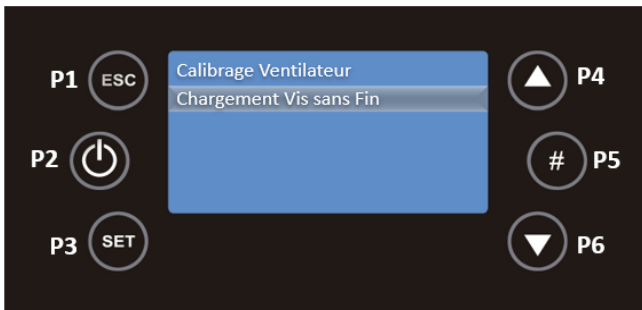 P1 ESC
Calibrage Ventilateur
P4
Chargement Vis sans Fin
P2
# P5
P3 SET
P6